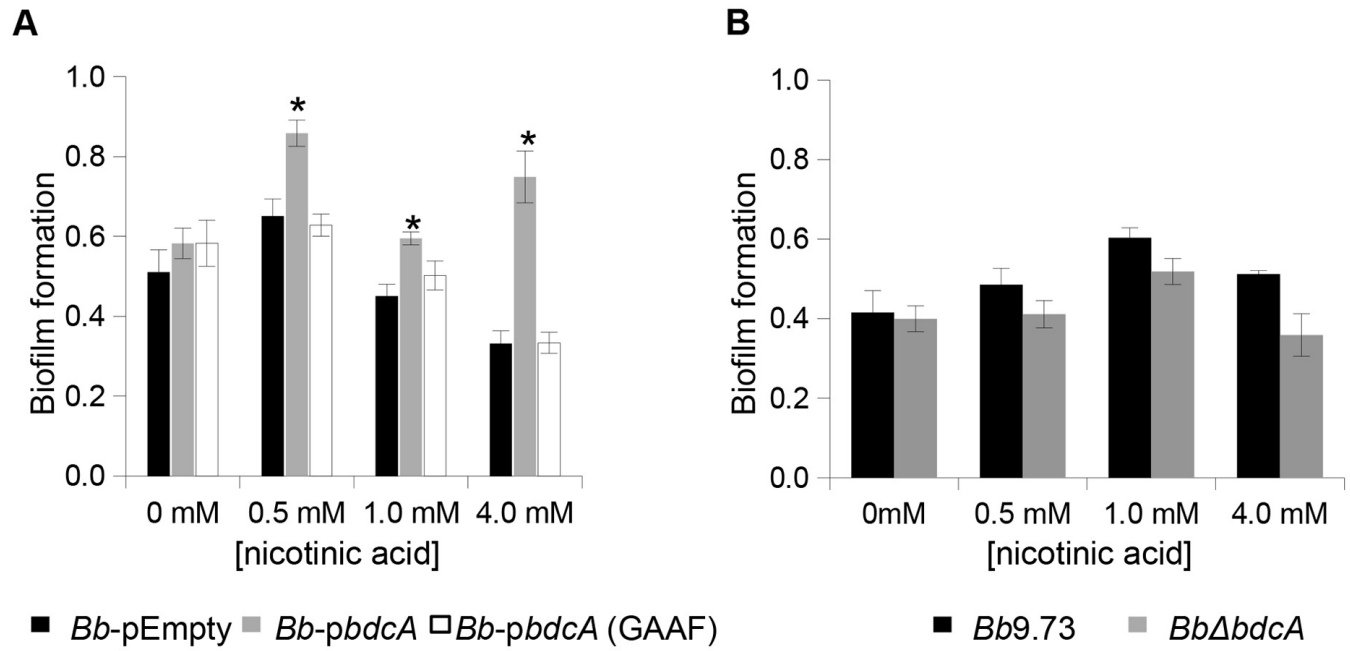 A
1.0
0.8
0.6
0.4
0.2
0.0
Biofilm formation
*
*
*
0 mM 0.5 mM 1.0 mM 4.0 mM
[nicotinic acid]
Bb-pEmpty Bb-pbdcA Bb-pbdcA (GAAF)
B
1.0
0.8
0.6
0.4
0.2
0.0
Biofilm formation
0mM 0.5 mM 1.0 mM 4.0 mM
[nicotinic acid]
Bb9.73 BbΔbdcA